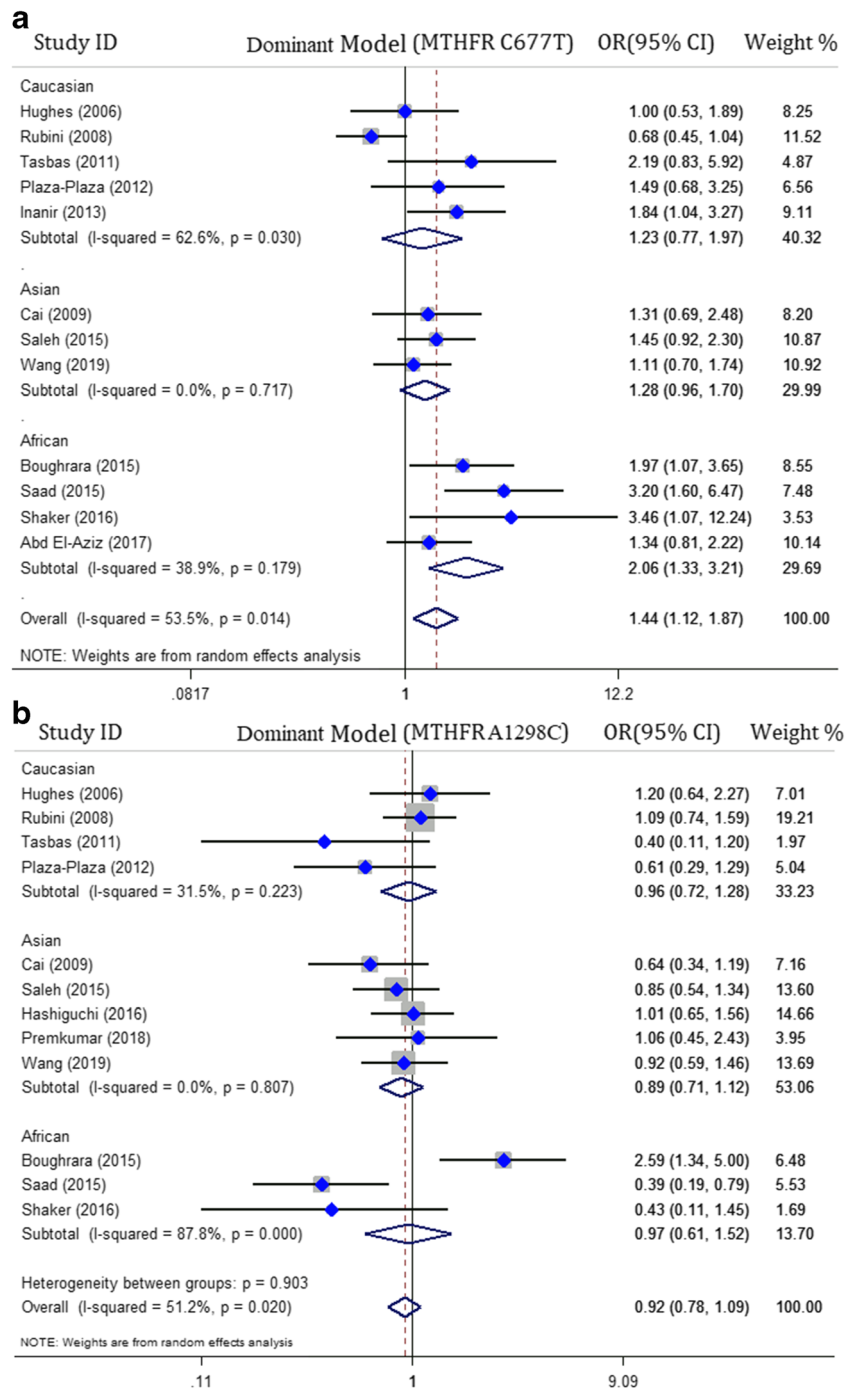 a
Study ID Dominant Model (MTHFR C677T) OR(95% CI) Weight %
Caucasian
Hughes (2006) 1.00 (0.53, 1.89) 8.25
Rubini (2008) 0.68 (0.45, 1.04) 11.52
Tasbas (2011) 2.19 (0.83, 5.92) 4.87
Plaza-Plaza (2012) 1.49 (0.68, 3.25) 6.56
Inanir (2013) 1.84 (1.04, 3.27) 9.11
Subtotal (I-squared = 62.6%, p = 0.030) 1.23 (0.77, 1.97) 40.32
.
Asian
Cai (2009) 1.31 (0.69, 2.48) 8.20
Saleh (2015) 1.45 (0.92, 2.30) 10.87
Wang (2019) 1.11 (0.70, 1.74) 10.92
Subtotal (I-squared = 0.0%, p = 0.717) 1.28 (0.96, 1.70) 29.99
.
African
Boughrara (2015) 1.97 (1.07, 3.65) 8.55
Saad (2015) 3.20 (1.60, 6.47) 7.48
Shaker (2016) 3.46 (1.07, 12.24) 3.53
Abd El-Aziz (2017) 1.34 (0.81, 2.22) 10.14
Subtotal (I-squared = 38.9%, p = 0.179) 2.06 (1.33, 3.21) 29.69
.
Overall (I-squared = 53.5%, p = 0.014) 1.44 (1.12, 1.87) 100.00
NOTE: Weights are from random effects analysis
.0817 1 12.2
b
Study ID Dominant Model (MTHFR A1298C) OR(95% CI) Weight %
Caucasian
Hughes (2006) 1.20 (0.64, 2.27) 7.01
Rubini (2008) 1.09 (0.74, 1.59) 19.21
Tasbas (2011) 0.40 (0.11, 1.20) 1.97
Plaza-Plaza (2012) 0.61 (0.29, 1.29) 5.04
Subtotal (I-squared = 31.5%, p = 0.223) 0.96 (0.72, 1.28) 33.23
Asian
Cai (2009) 0.64 (0.34, 1.19) 7.16
Saleh (2015) 0.85 (0.54, 1.34) 13.60
Hashiguchi (2016) 1.01 (0.65, 1.56) 14.66
Premkumar (2018) 1.06 (0.45, 2.43) 3.95
Wang (2019) 0.92 (0.59, 1.46) 13.69
Subtotal (I-squared = 0.0%, p = 0.807) 0.89 (0.71, 1.12) 53.06
African
Boughrara (2015) 2.59 (1.34, 5.00) 6.48
Saad (2015) 0.39 (0.19, 0.79) 5.53
Shaker (2016) 0.43 (0.11, 1.45) 1.69
Subtotal (I-squared = 87.8%, p = 0.000) 0.97 (0.61, 1.52) 13.70
Heterogeneity between groups: p = 0.903
Overall (I-squared = 51.2%, p = 0.020) 0.92 (0.78, 1.09) 100.00
NOTE: Weights are from random effects analysis
.11 1 9.09